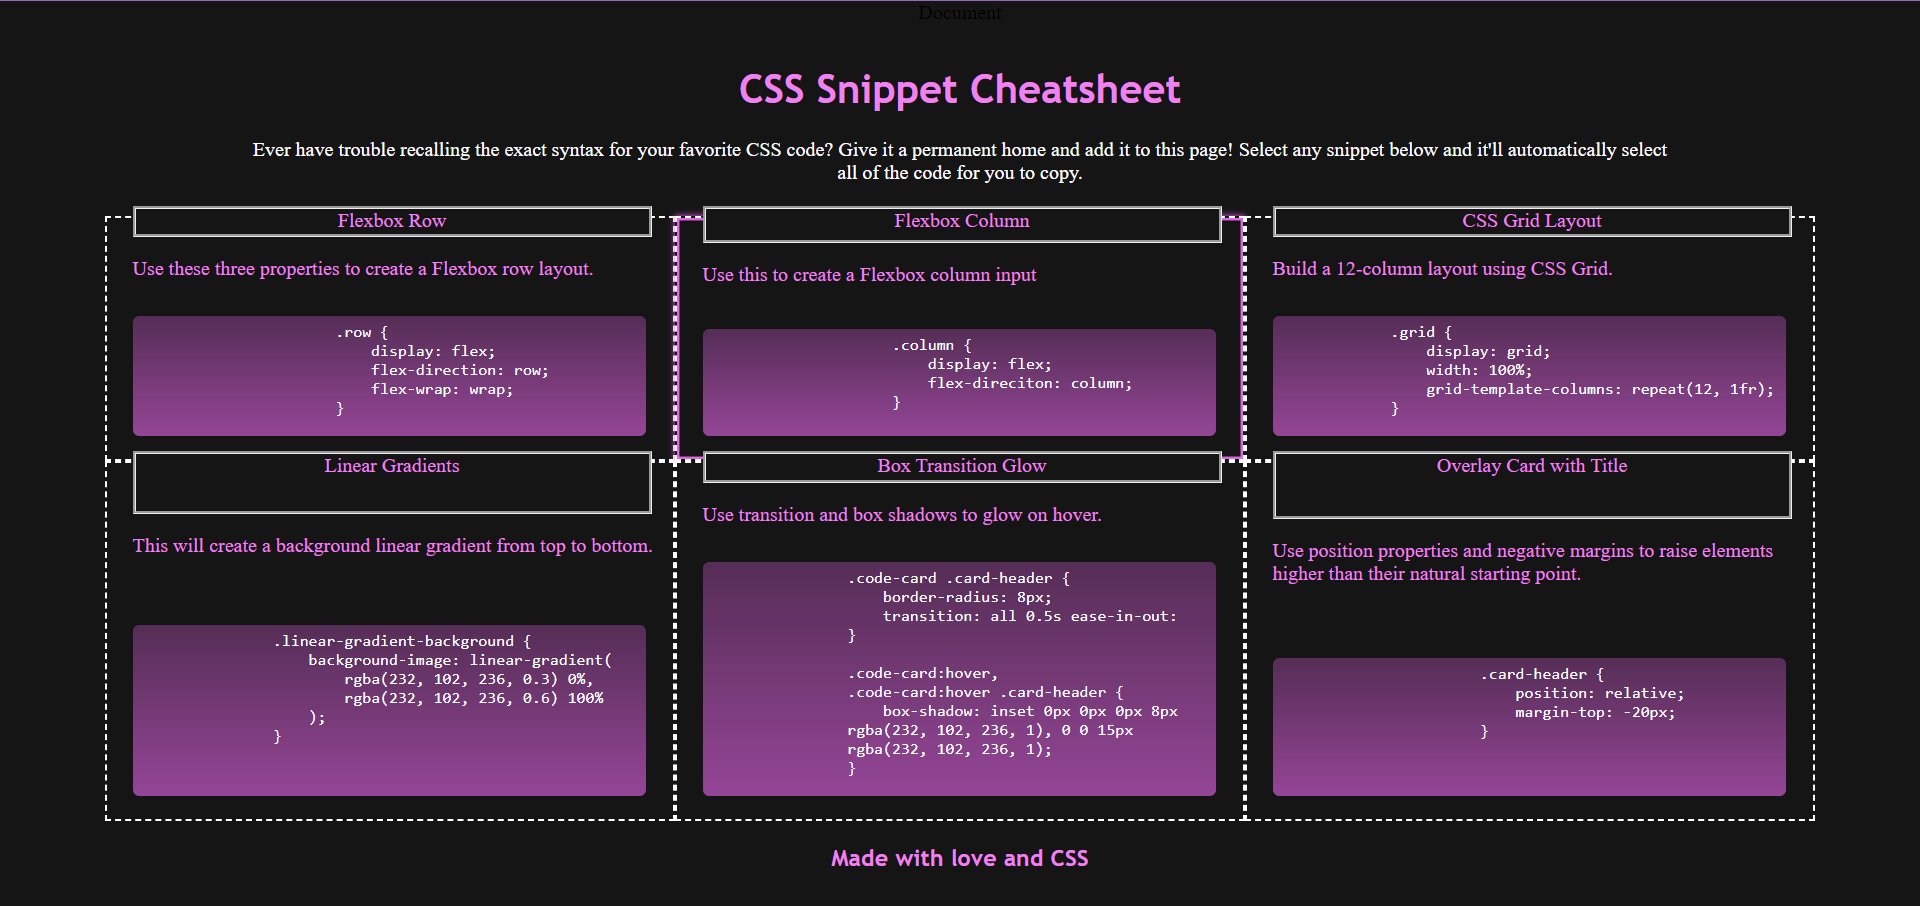 Document
CSS Snippet Cheatsheet
Ever have trouble recalling the exact syntax for your favorite CSS code? Give it a permanent home and add it to this page! Select any snippet below and it'll automatically select
all of the code for you to copy.
Flexbox Row
Use these three properties to create a Flexbox row layout.
.row {
    display: flex;
    flex-direction: row;
    flex-wrap: wrap;
}
Flexbox Column
Use this to create a Flexbox column input
.column {
    display: flex;
    flex-direciton: column;
}
CSS Grid Layout
Build a 12-column layout using CSS Grid.
.grid {
    display: grid;
    width: 100%;
    grid-template-columns: repeat(12, 1fr);
}
Linear Gradients
This will create a background linear gradient from top to bottom.
.linear-gradient-background {
    background-image: linear-gradient(
        rgba(232, 102, 236, 0.3) 0%,
        rgba(232, 102, 236, 0.6) 100%
    );
}
Box Transition Glow
Use transition and box shadows to glow on hover.
.code-card .card-header {
    border-radius: 8px;
    transition: all 0.5s ease-in-out:
}
.code-card:hover,
.code-card:hover .card-header {
    box-shadow: inset 0px 0px 0px 8px
rgba(232, 102, 236, 1), 0 0 15px
rgba(232, 102, 236, 1);
}
Overlay Card with Title
Use position properties and negative margins to raise elements
higher than their natural starting point.
.card-header {
    position: relative;
    margin-top: -20px;
}
Made with love and CSS